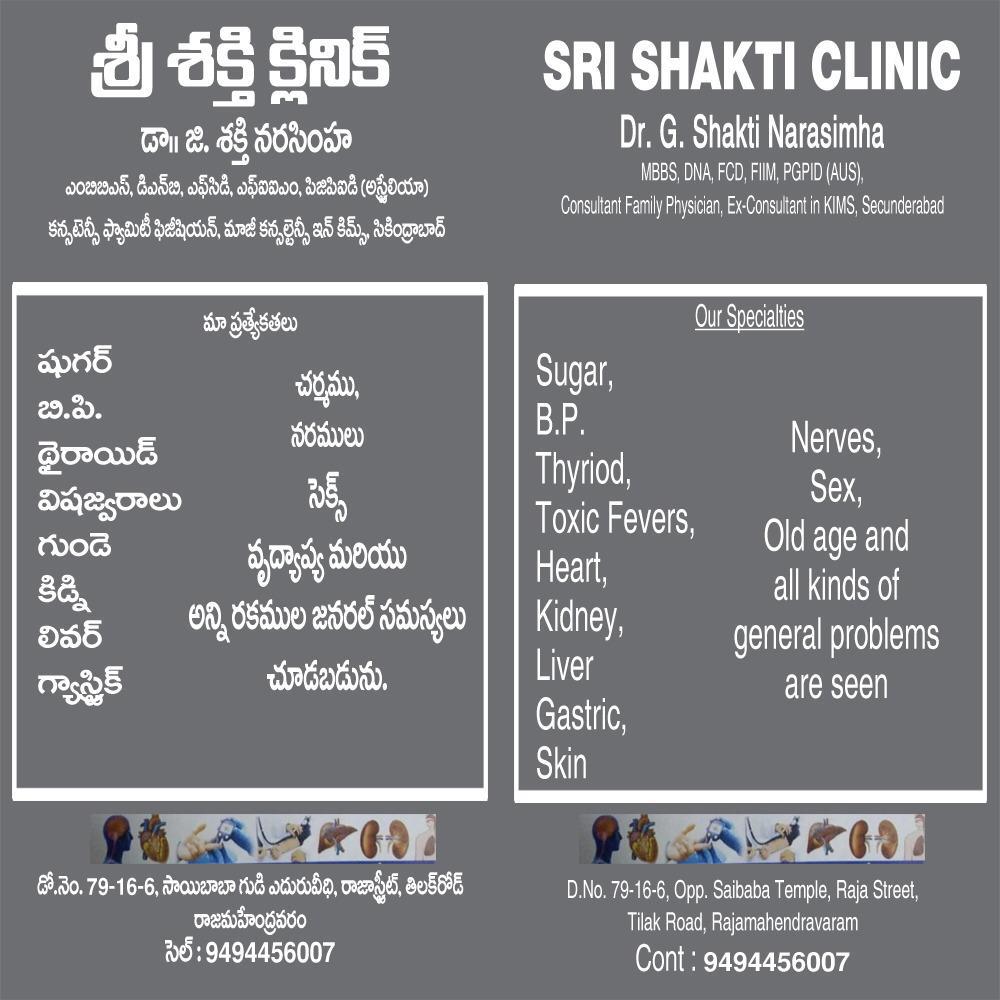 శ్రీ శక్తి క్లినిక్
డా॥ జి. శక్తి నరసింహ
ఎంబిబిఎస్, డిఎన్‌బి, ఎఫ్‌సిడి, ఎఫ్ఐఐఎం, పిజిపిఐడి (అస్ట్రేలియా)
కన్సటెన్సీ ఫ్యామిటీ ఫిజిషియన్, మాజీ కన్సల్టెన్సీ ఇన్ కిమ్స్, సికింద్రాబాద్
మా ప్రత్యేకతలు
షుగర్
బి.పి.
థైరాయిడ్
విషజ్వరాలు
గుండె
కిడ్ని
లివర్
గ్యాస్ట్రిక్
చర్మము,
నరములు
సెక్స్
వృద్యాప్య మరియు
అన్ని రకముల జనరల్ సమస్యలు
చూడబడును.
డో.నెం. 79-16-6, సాయిబాబా గుడి ఎదురువీధి, రాజాస్ట్రీట్, తిలక్‌రోడ్
రాజమహేంద్రవరం
సెల్ : 9494456007
SRI SHAKTI CLINIC
Dr. G. Shakti Narasimha
MBBS, DNA, FCD, FIIM, PGPID (AUS),
Consultant Family Physician, Ex-Consultant in KIMS, Secunderabad
Our Specialties
Sugar,
B.P.
Thyriod,
Toxic Fevers,
Heart,
Kidney,
Liver
Gastric,
Skin
Nerves,
Sex,
Old age and
all kinds of
general problems
are seen
D.No. 79-16-6, Opp. Saibaba Temple, Raja Street,
Tilak Road, Rajamahendravaram
Cont : 9494456007